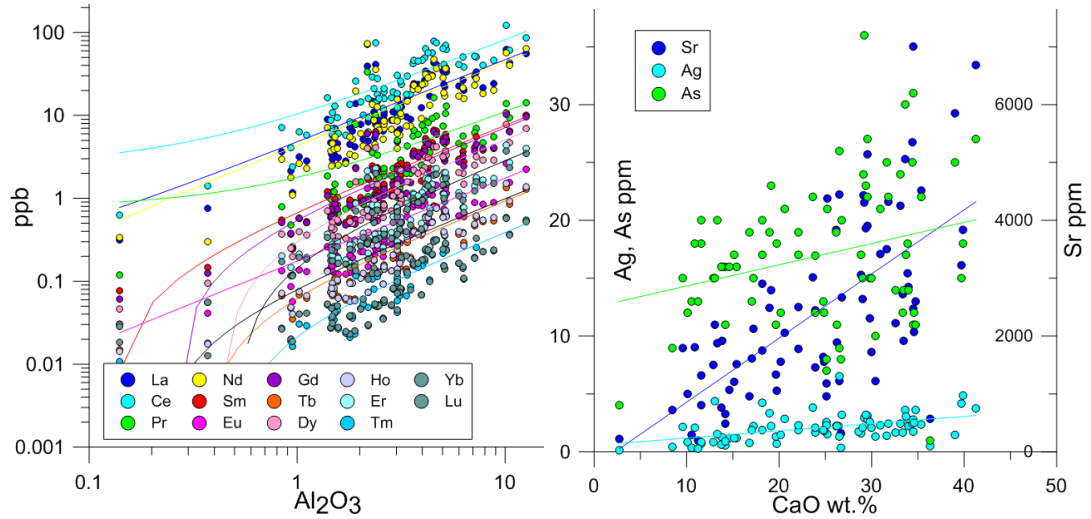 100
10
1
0.1
0.01
0.001
ppb
La
Nd
Gd
Ho
Yb
Ce
Sm
Tb
Er
Lu
Pr
Eu
Dy
Tm
0.1
1
10
Al2O3
Sr
Ag
As
30
20
10
0
Ag, As ppm
6000
4000
2000
0
Sr ppm
0
10
20
30
40
50
CaO wt.%